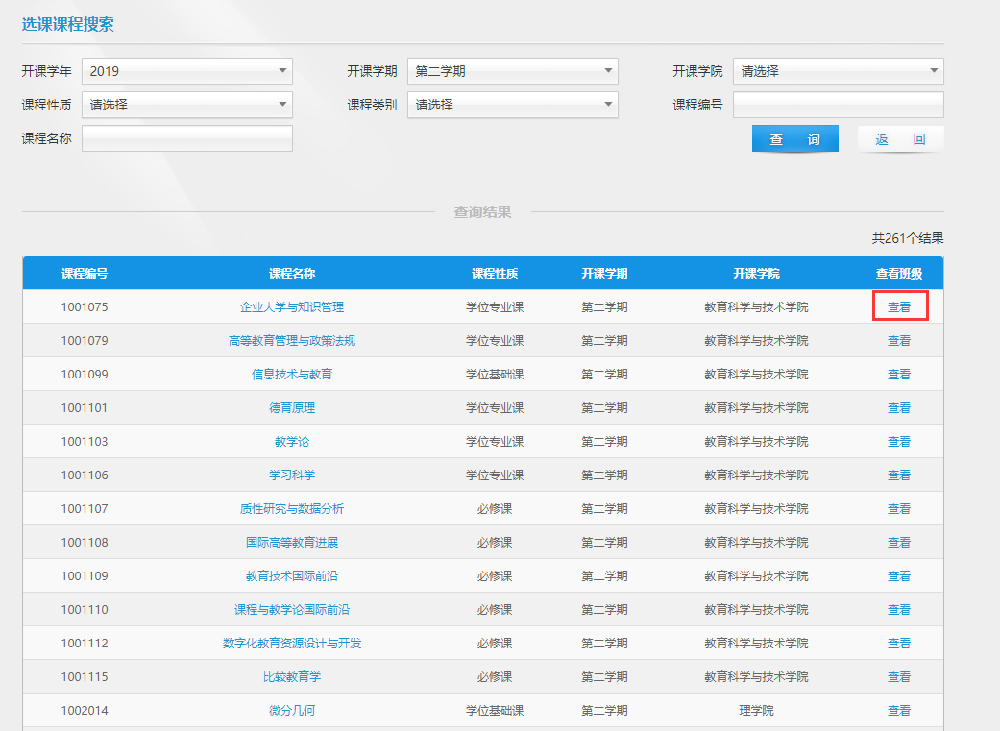 选课课程搜索
开课学年 2019 开课学期 第二学期 开课学院 请选择
课程性质 请选择 课程类别 请选择 课程编号
课程名称 查 询 返 回
查询结果
共261个结果
课程编号 课程名称 课程性质 开课学期 开课学院 查看班级
1001075 企业大学与知识管理 学位专业课 第二学期 教育科学与技术学院 查看
1001079 高等教育管理与政策法规 学位专业课 第二学期 教育科学与技术学院 查看
1001099 信息技术与教育 学位基础课 第二学期 教育科学与技术学院 查看
1001101 德育原理 学位专业课 第二学期 教育科学与技术学院 查看
1001103 教学论 学位专业课 第二学期 教育科学与技术学院 查看
1001106 学习科学 学位专业课 第二学期 教育科学与技术学院 查看
1001107 质性研究与数据分析 必修课 第二学期 教育科学与技术学院 查看
1001108 国际高等教育进展 必修课 第二学期 教育科学与技术学院 查看
1001109 教育技术国际前沿 必修课 第二学期 教育科学与技术学院 查看
1001110 课程与教学论国际前沿 必修课 第二学期 教育科学与技术学院 查看
1001112 数字化教育资源设计与开发 必修课 第二学期 教育科学与技术学院 查看
1001115 比较教育学 必修课 第二学期 教育科学与技术学院 查看
1002014 微分几何 学位基础课 第二学期 理学院 查看